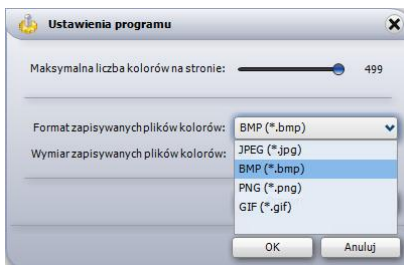 Ustawienia programu
Maksymalna liczba kolorów na stronie: 499
Format zapisywanych plików kolorów: BMP (*.bmp)
JPEG (*.jpg)
Wymiar zapisywanych plików kolorów:
BMP (*.bmp)
PNG (*.png)
GIF (*.gif)
OK Anuluj